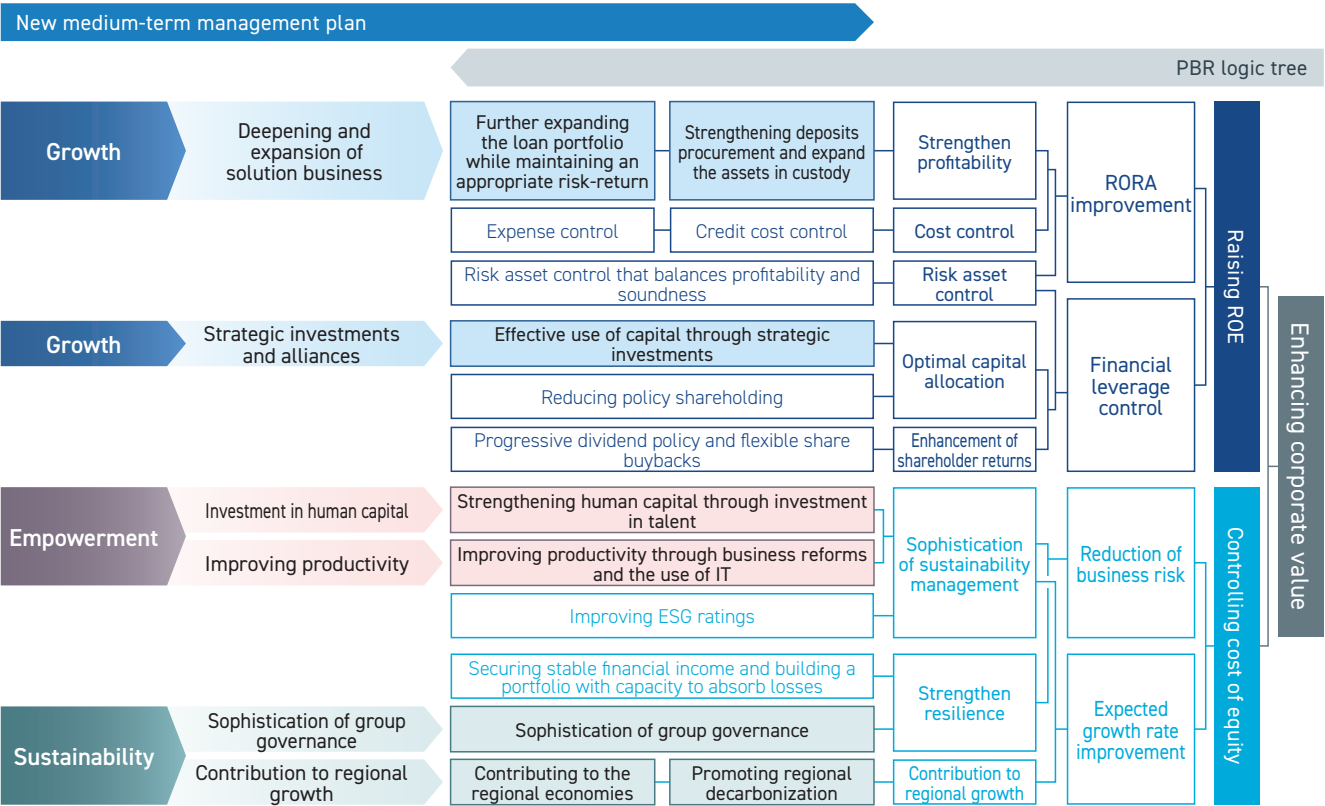 New medium-term management plan
PBR logic tree
Growth
Deepening and
expansion of
solution business
Further expanding
the loan portfolio
while maintaining an
appropriate risk-return
Strengthening deposits
procurement and expand
the assets in custody
Strengthen
profitability
RORA
improvement
Expense control
Credit cost control
Cost control
Risk asset control that balances profitability and
soundness
Risk asset
control
Growth
Strategic investments
and alliances
Effective use of capital through strategic
investments
Optimal capital
allocation
Financial
leverage
control
Reducing policy shareholding
Progressive dividend policy and flexible share
buybacks
Enhancement of
shareholder returns
Raising ROE
Enhancing corporate value
Empowerment
Investment in human capital
Strengthening human capital through investment
in talent
Improving productivity
Improving productivity through business reforms
and the use of IT
Sophistication
of sustainability
management
Reduction of
business risk
Improving ESG ratings
Securing stable financial income and building a
portfolio with capacity to absorb losses
Strengthen
resilience
Expected
growth rate
improvement
Controlling cost of equity
Sustainability
Sophistication of group
governance
Sophistication of group governance
Contribution to regional
growth
Contributing to the
regional economies
Promoting regional
decarbonization
Contribution to
regional growth